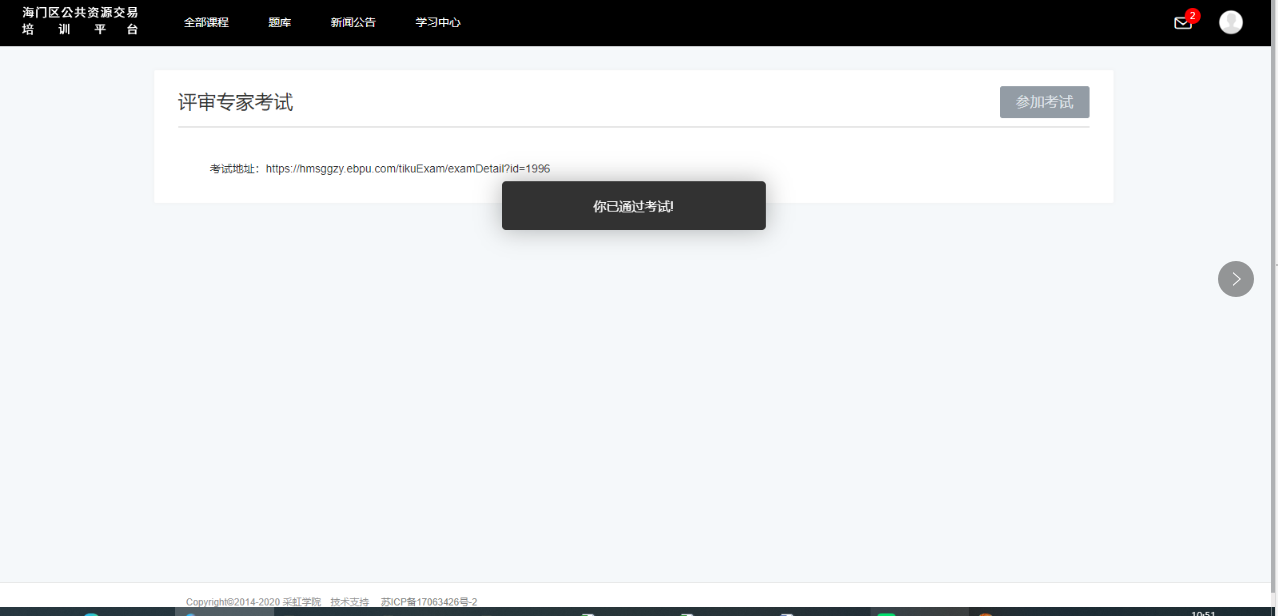 海门区公共资源交易
培训平台
全部课程 题库 新闻公告 学习中心
2
评审专家考试
参加考试
考试地址：https://hmsggzy.ebpu.com/tikuExam/examDetail?id=1996
你已通过考试!
Copyright©2014-2020 采虹学院 技术支持 苏ICP备17063426号-2
10:51